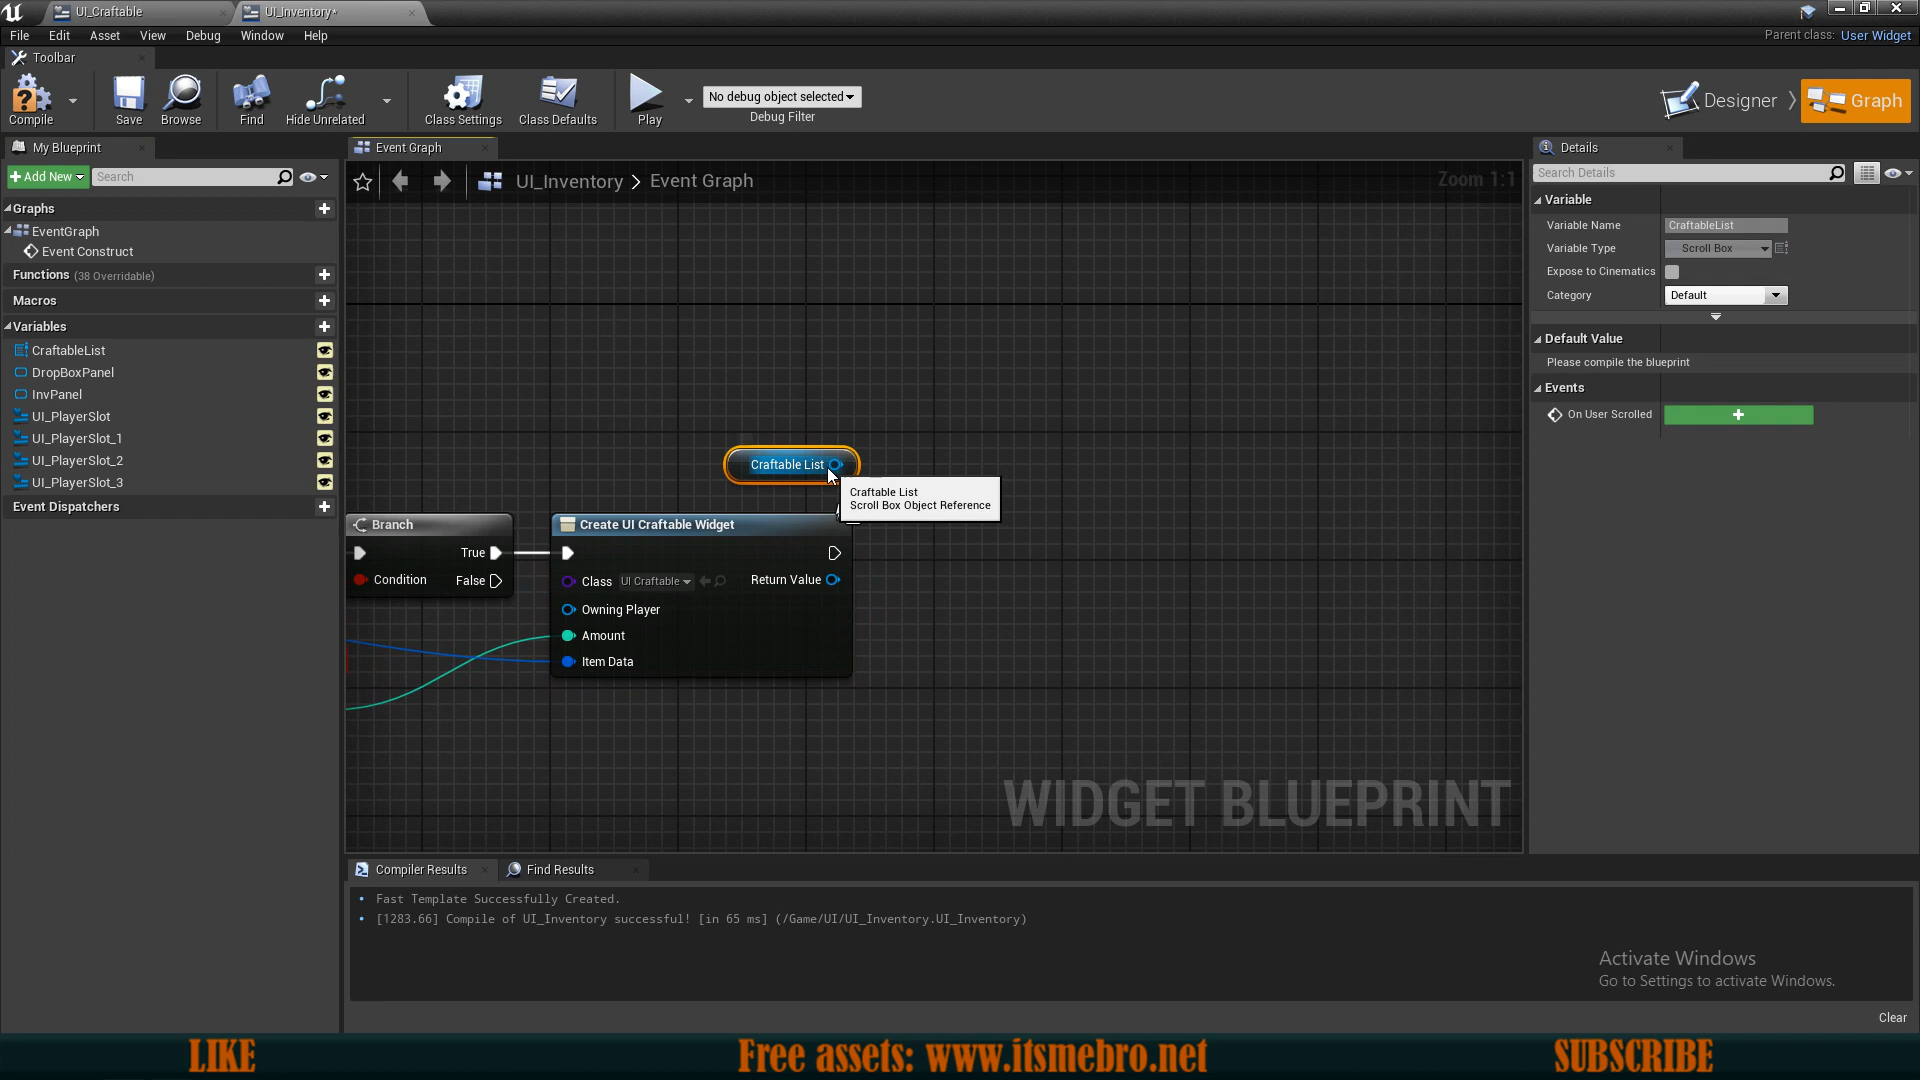 UI_Craftable
UI_Inventory*
File Edit Asset View Debug Window Help
Parent class: User Widget
Toolbar
Compile
Save
Browse
Find
Hide Unrelated
Class Settings
Class Defaults
Play
No debug object selected
Debug Filter
Designer
Graph
My Blueprint
Add New
Search
Graphs
EventGraph
Event Construct
Functions (38 Overridable)
Macros
Variables
CraftableList
DropBoxPanel
InvPanel
UI_PlayerSlot
UI_PlayerSlot_1
UI_PlayerSlot_2
UI_PlayerSlot_3
Event Dispatchers
Event Graph
UI_Inventory > Event Graph
Zoom 1:1
Craftable List
Craftable List
Scroll Box Object Reference
Branch
True
Condition
False
Create UI Craftable Widget
Class UI Craftable
Return Value
Owning Player
Amount
Item Data
WIDGET BLUEPRINT
Details
Search Details
Variable
Variable Name CraftableList
Variable Type Scroll Box
Expose to Cinematics
Category Default
Default Value
Please compile the blueprint
Events
On User Scrolled
Compiler Results
Find Results
Fast Template Successfully Created.
[1283.66] Compile of UI_Inventory successful! [in 65 ms] (/Game/UI/UI_Inventory.UI_Inventory)
Activate Windows
Go to Settings to activate Windows.
Clear
LIKE
Free assets: www.itsmebro.net
SUBSCRIBE